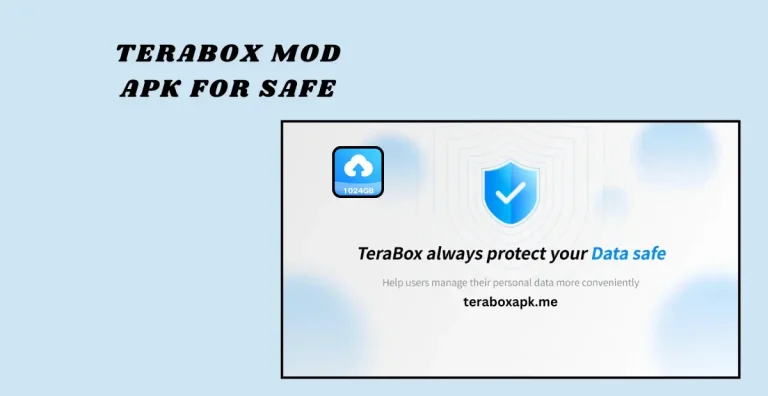 TERABOX MOD
APK FOR SAFE
1024GB
TeraBox always protect your Data safe
Help users manage their personal data more conveniently
teraboxapk.me